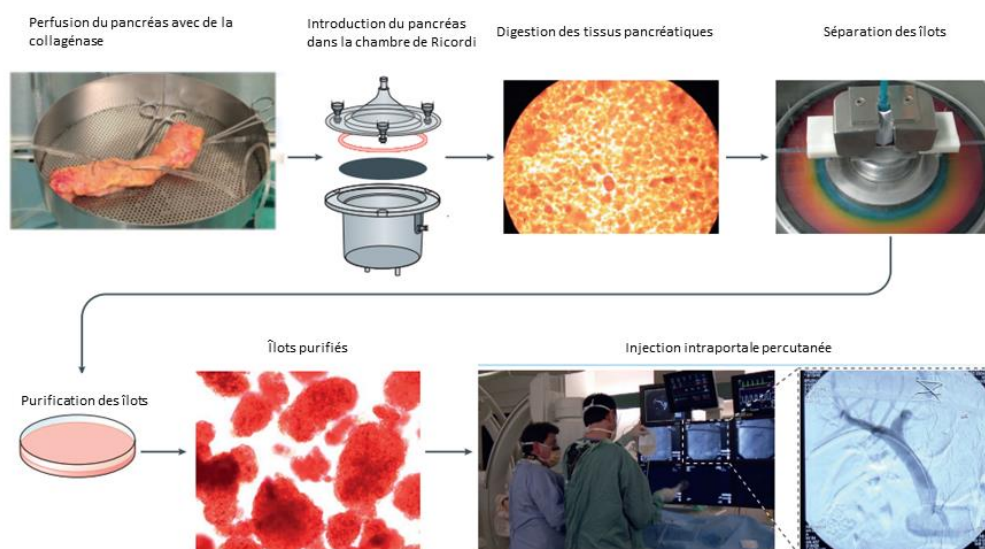 Perfusion du pancréas avec de la
collagénase
Introduction du pancréas
dans la chambre de Ricordi
Digestion des tissus pancréatiques
Séparation des îlots
Purification des îlots
Îlots purifiés
Injection intraportale percutanée